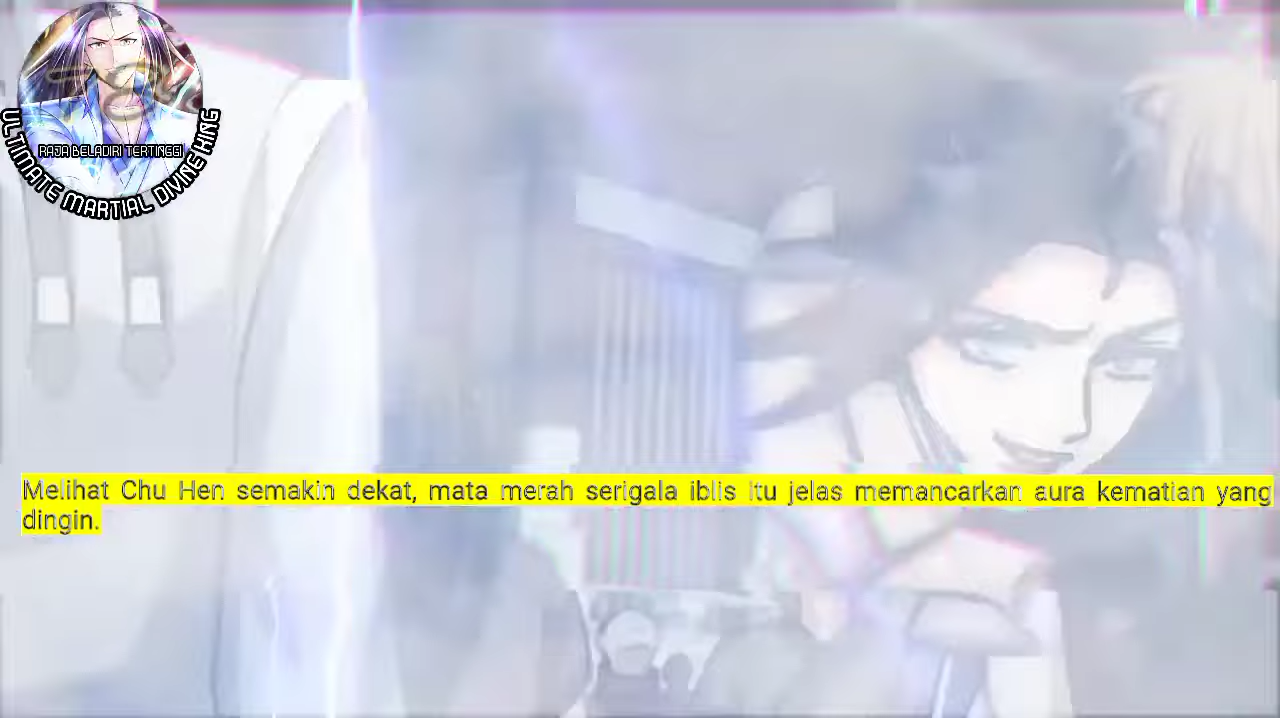 RAJA BELADIRI TERTINGGI
ULTIMATE MARTIAL DIVINE KING
Melihat Chu Hen semakin dekat, mata merah serigala iblis itu jelas memancarkan aura kematian yang
dingin.